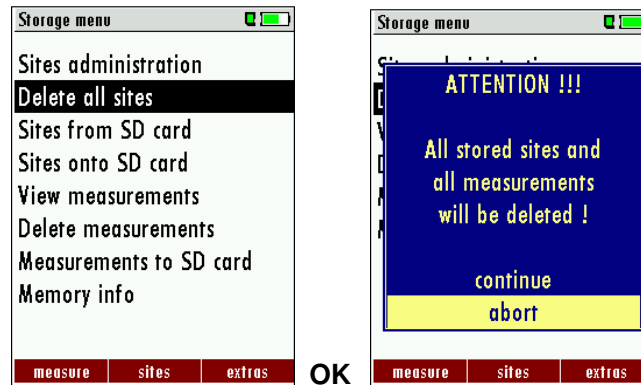 Storage menu
Sites administration
Delete all sites
Sites from SD card
Sites onto SD card
View measurements
Delete measurements
Measurements to SD card
Memory info
measure sites extras
OK
Storage menu
ATTENTION !!!
All stored sites and
all measurements
will be deleted !
continue
abort
measure sites extras